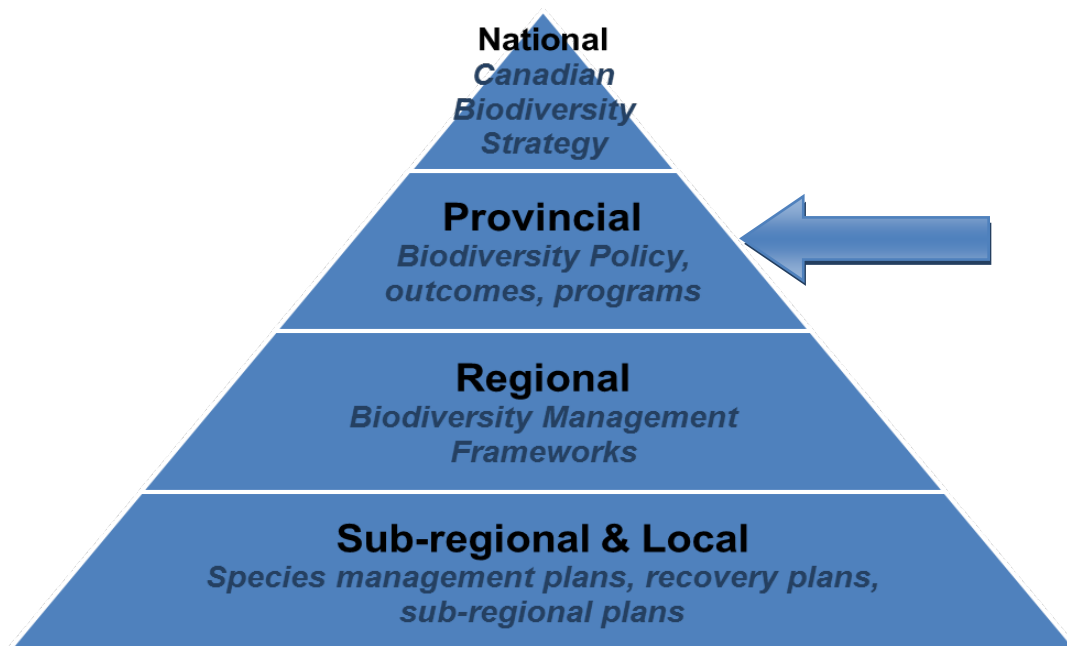 National
Canadian
Biodiversity
Strategy
Provincial
Biodiversity Policy,
outcomes, programs
Regional
Biodiversity Management
Frameworks
Sub-regional & Local
Species management plans, recovery plans,
sub-regional plans